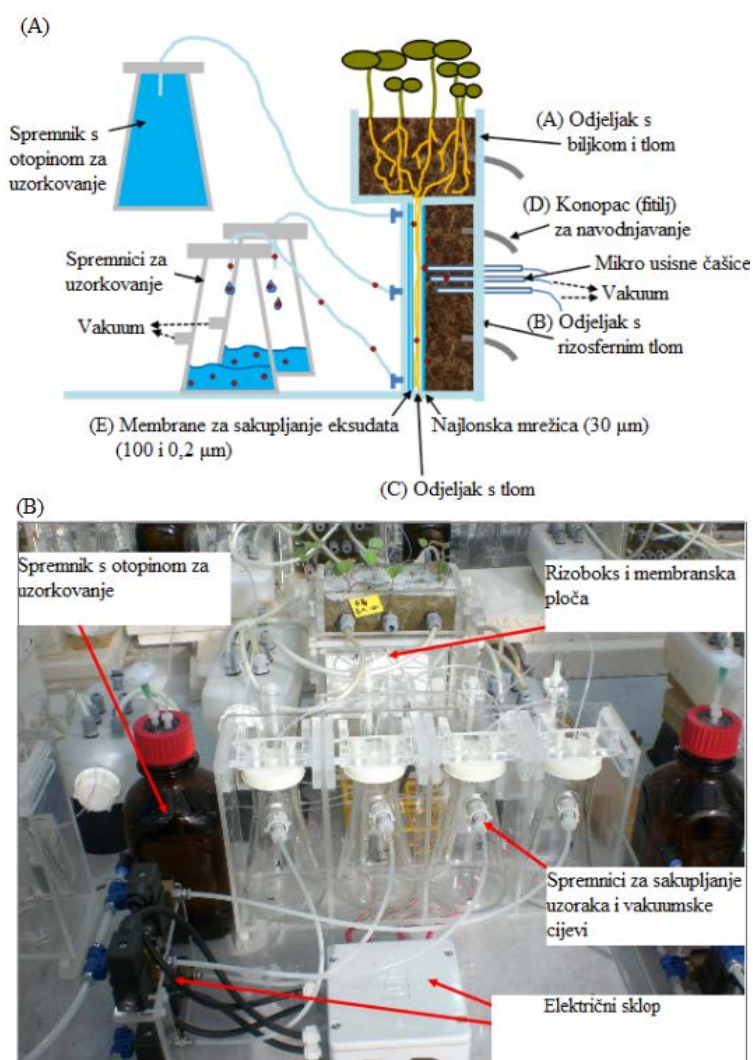 (A)
Spremnik s
otopinom za
uzorkovanje
(A) Odjeljak s
biljkom i tlom
(D) Konopac (fitilj)
za navodnjavanje
Spremnici za
uzorkovanje
Mikro usisne čašice
Vakuum
Vakuum
(B) Odjeljak s
rizosfernim tlom
(E) Membrane za sakupljanje eksudata
(100 i 0,2 µm)
Najlonska mrežica (30 µm)
(C) Odjeljak s tlom
(B)
Spremnik s otopinom za
uzorkovanje
Rizoboks i membranska
ploča
Spremnici za sakupljanje
uzoraka i vakuumske
cijevi
Električni sklop